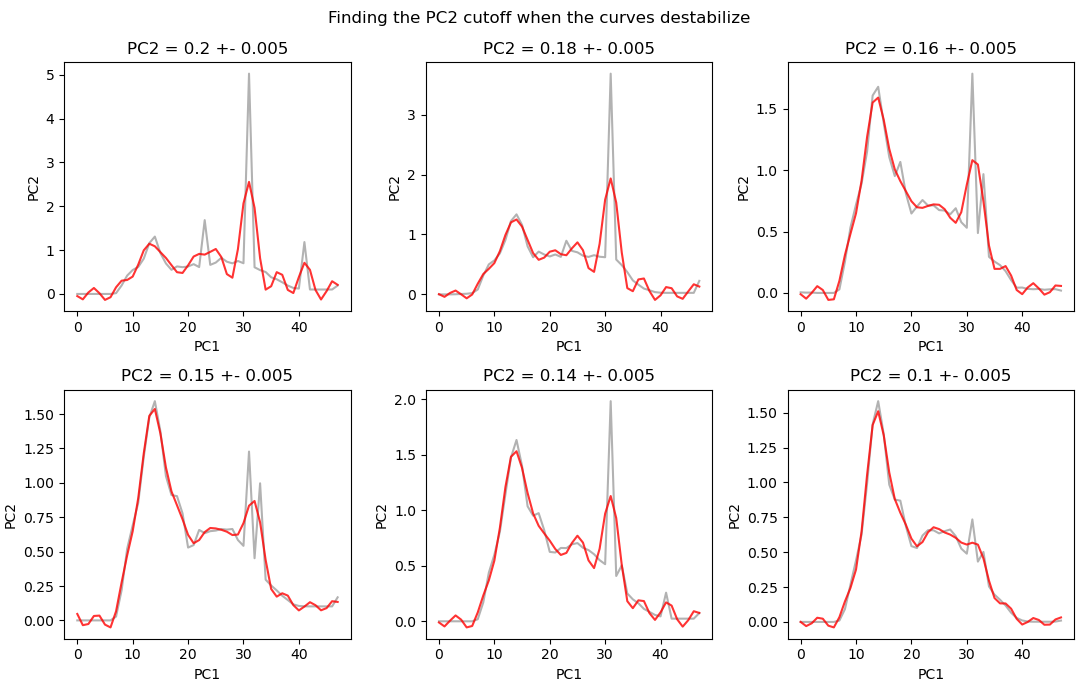 Finding the PC2 cutoff when the curves destabilize
PC2 = 0.2 +- 0.005
PC2 = 0.18 +- 0.005
PC2 = 0.16 +- 0.005
5
4
3
2
1
0
PC2
0 10 20 30 40
PC1
3
2
1
0
PC2
0 10 20 30 40
PC1
1.5
1.0
0.5
0.0
PC2
0 10 20 30 40
PC1
PC2 = 0.15 +- 0.005
PC2 = 0.14 +- 0.005
PC2 = 0.1 +- 0.005
1.50
1.25
1.00
0.75
0.50
0.25
0.00
PC2
0 10 20 30 40
PC1
2.0
1.5
1.0
0.5
0.0
PC2
0 10 20 30 40
PC1
1.50
1.25
1.00
0.75
0.50
0.25
0.00
PC2
0 10 20 30 40
PC1